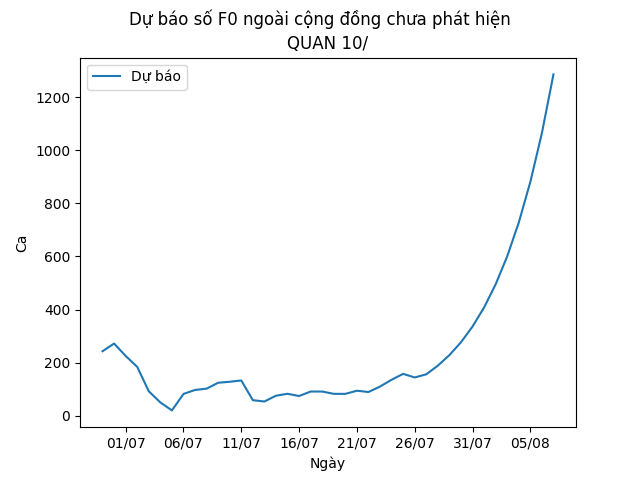 Dự báo số F0 ngoài cộng đồng chưa phát hiện
QUAN 10/
Dự báo
1200
1000
800
600
400
200
0
Ca
01/07 06/07 11/07 16/07 21/07 26/07 31/07 05/08
Ngày